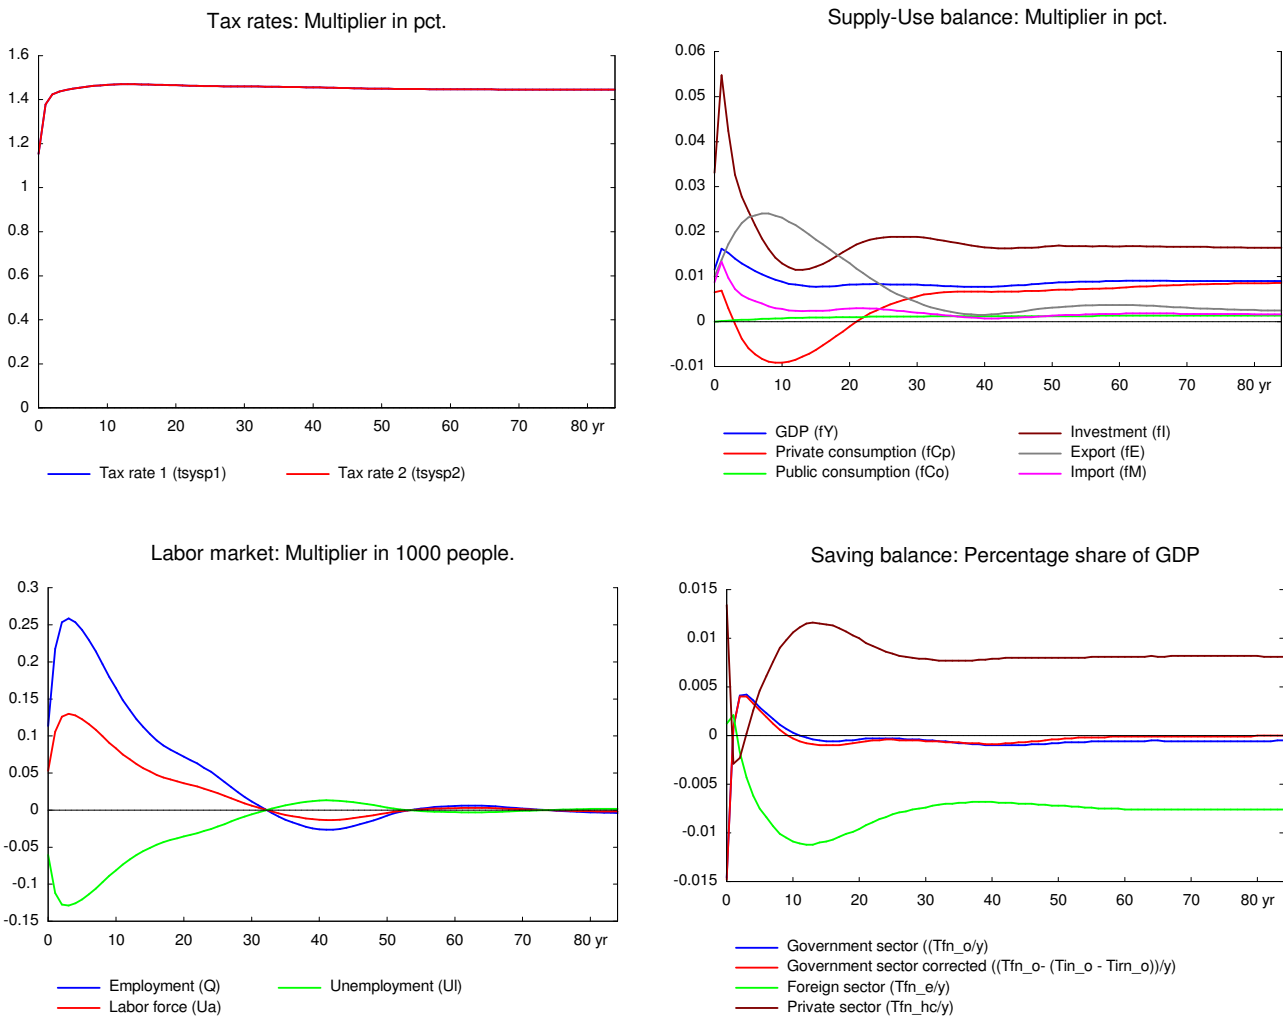 Tax rates: Multiplier in pct.
1.6
1.4
1.2
1
0.8
0.6
0.4
0.2
0
0 10 20 30 40 50 60 70 80 yr
Tax rate 1 (tsysp1) Tax rate 2 (tsysp2)
Supply-Use balance: Multiplier in pct.
0.06
0.05
0.04
0.03
0.02
0.01
0
-0.01
0 10 20 30 40 50 60 70 80 yr
GDP (fY) Investment (fI)
Private consumption (fCp) Export (fE)
Public consumption (fCo) Import (fM)
Labor market: Multiplier in 1000 people.
0.3
0.25
0.2
0.15
0.1
0.05
0
-0.05
-0.1
-0.15
0 10 20 30 40 50 60 70 80 yr
Employment (Q) Unemployment (Ul)
Labor force (Ua)
Saving balance: Percentage share of GDP
0.015
0.01
0.005
0
-0.005
-0.01
-0.015
0 10 20 30 40 50 60 70 80 yr
Government sector ((Tfn_o/y)
Government sector corrected ((Tfn_o- (Tin_o - Tirn_o))/y)
Foreign sector (Tfn_e/y)
Private sector (Tfn_hc/y)